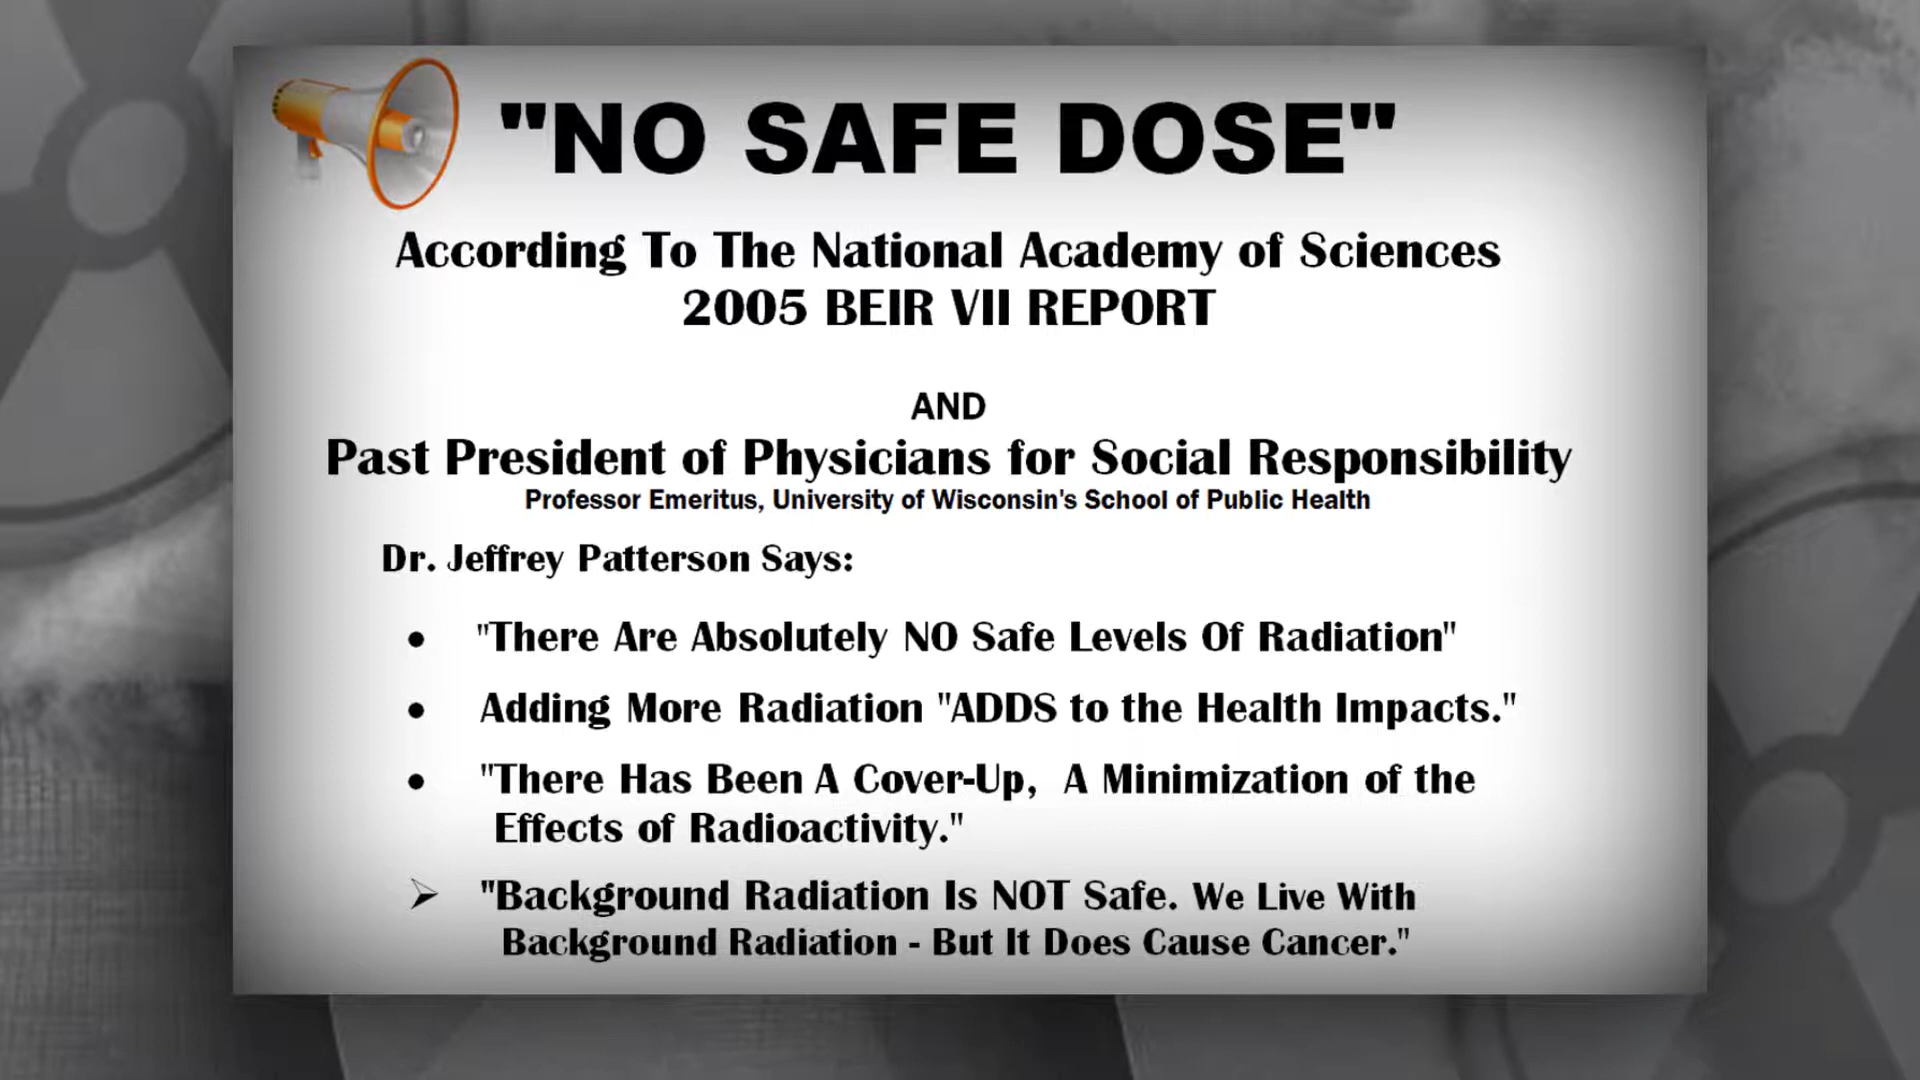 "NO SAFE DOSE"
According To The National Academy of Sciences
2005 BEIR VII REPORT
AND
Past President of Physicians for Social Responsibility
Professor Emeritus, University of Wisconsin's School of Public Health
Dr. Jeffrey Patterson Says:
• "There Are Absolutely NO Safe Levels Of Radiation"
• Adding More Radiation "ADDS to the Health Impacts."
• "There Has Been A Cover-Up, A Minimization of the
Effects of Radioactivity."
➢ "Background Radiation Is NOT Safe. We Live With
Background Radiation - But It Does Cause Cancer."